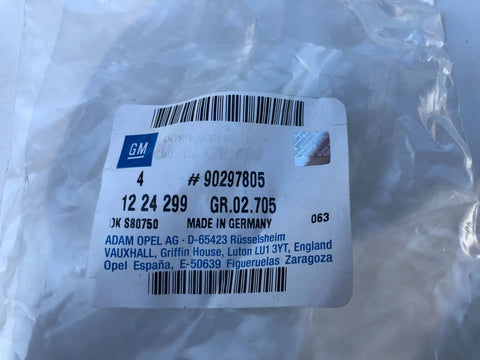 GM
4 # 90297805
12 24 299 GR.02.705
OK S80750 MADE IN GERMANY 063
ADAM OPEL AG · D-65423 Rüsselsheim
VAUXHALL, Griffin House, Luton LU1 3YT, England
Opel España, E-50639 Figueruelas Zaragoza